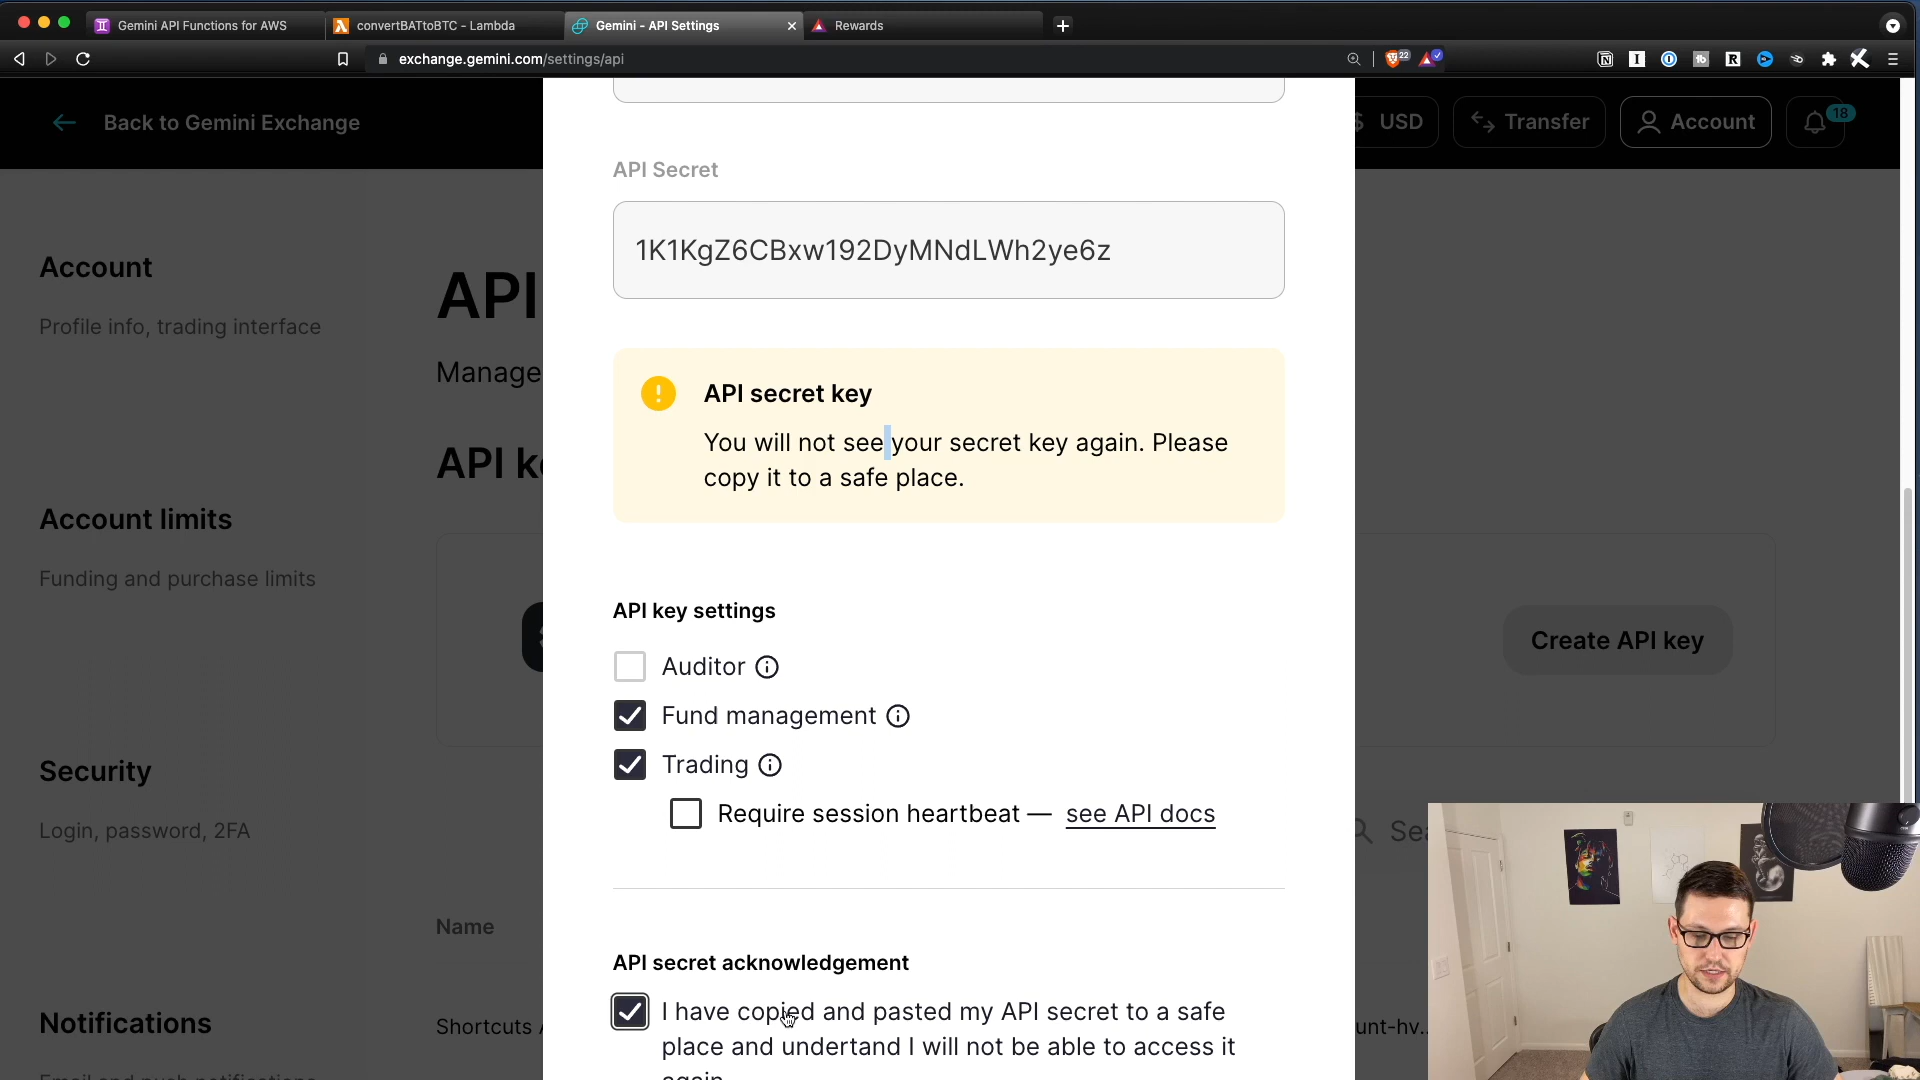 Gemini API Functions for AWS
convertBATtoBTC - Lambda
Gemini - API Settings
Rewards
exchange.gemini.com/settings/api
22
Back to Gemini Exchange
$ USD
Transfer
Account
18
API Secret
Account
Profile info, trading interface
API
1K1KgZ6CBxw192DyMNdLWh2ye6z
Manage
API secret key
You will not see your secret key again. Please
copy it to a safe place.
API k
Account limits
Funding and purchase limits
API key settings
Create API key
Auditor
Fund management
Trading
Require session heartbeat — see API docs
Security
Login, password, 2FA
Sea
Name
API secret acknowledgement
I have copied and pasted my API secret to a safe
place and undertand I will not be able to access it
again
Notifications
Shortcuts
unt-hv...